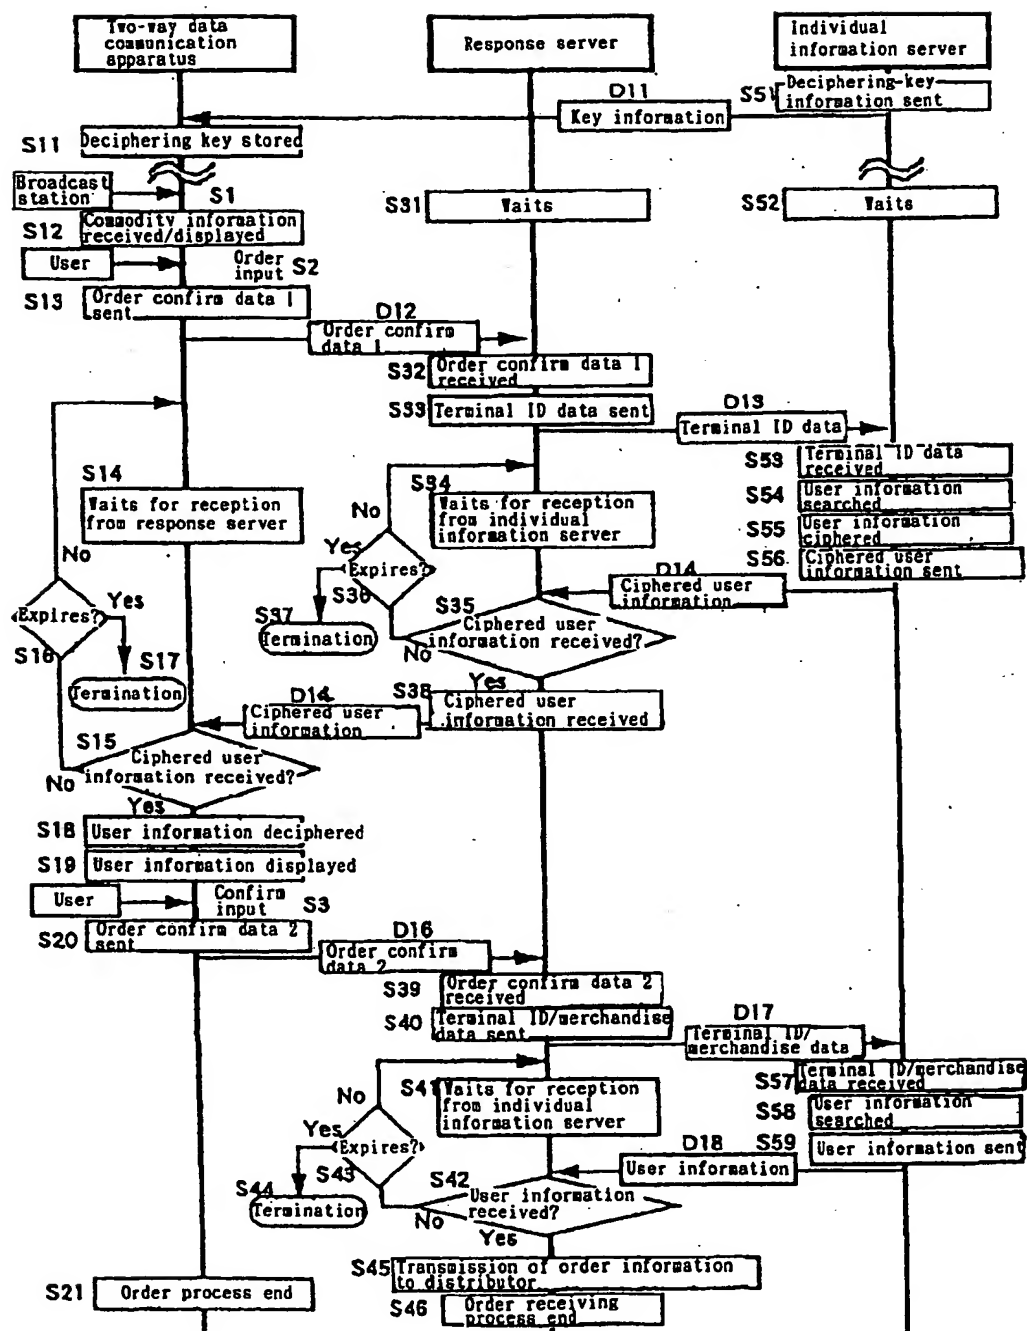 Two-way data
communication
apparatus
Response server
Individual
information server
S51
Deciphering-key
information sent
D11
Key information
S11
Deciphering key stored
Broadcast
station
S1
S31
Waits
S52
Waits
S12
Commodity information
received/displayed
User
Order
input
S2
S13
Order confirm data 1
sent
D12
Order confirm
data 1
S32
Order confirm data 1
received
S33
Terminal ID data sent
D13
Terminal ID data
S53
Terminal ID data
received
S14
Waits for reception
from response server
S34
Waits for reception
from individual
information server
S54
User information
searched
S55
User information
ciphered
S56
Ciphered user
information sent
No
No
Yes
Expires?
S36
D14
Ciphered user
information
Expires?
Yes
S16
S37
Termination
S35
Ciphered user
information received?
No
S17
Termination
Yes
S38
Ciphered user
information received
D14
Ciphered user
information
S15
Ciphered user
information received?
No
Yes
S18
User information deciphered
S19
User information displayed
User
Confirm
input
S3
S20
Order confirm data 2
sent
D16
Order confirm
data 2
S39
Order confirm data 2
received
S40
Terminal ID/merchandise
data sent
D17
Terminal ID/
merchandise data
S57
Terminal ID/merchandise
data received
S41
Waits for reception
from individual
information server
No
Yes
Expires?
S43
S58
User information
searched
S59
User information sent
D18
User information
S44
Termination
S42
User information
received?
No
Yes
S45
Transmission of order information
to distributor
S21
Order process end
S46
Order receiving
process end